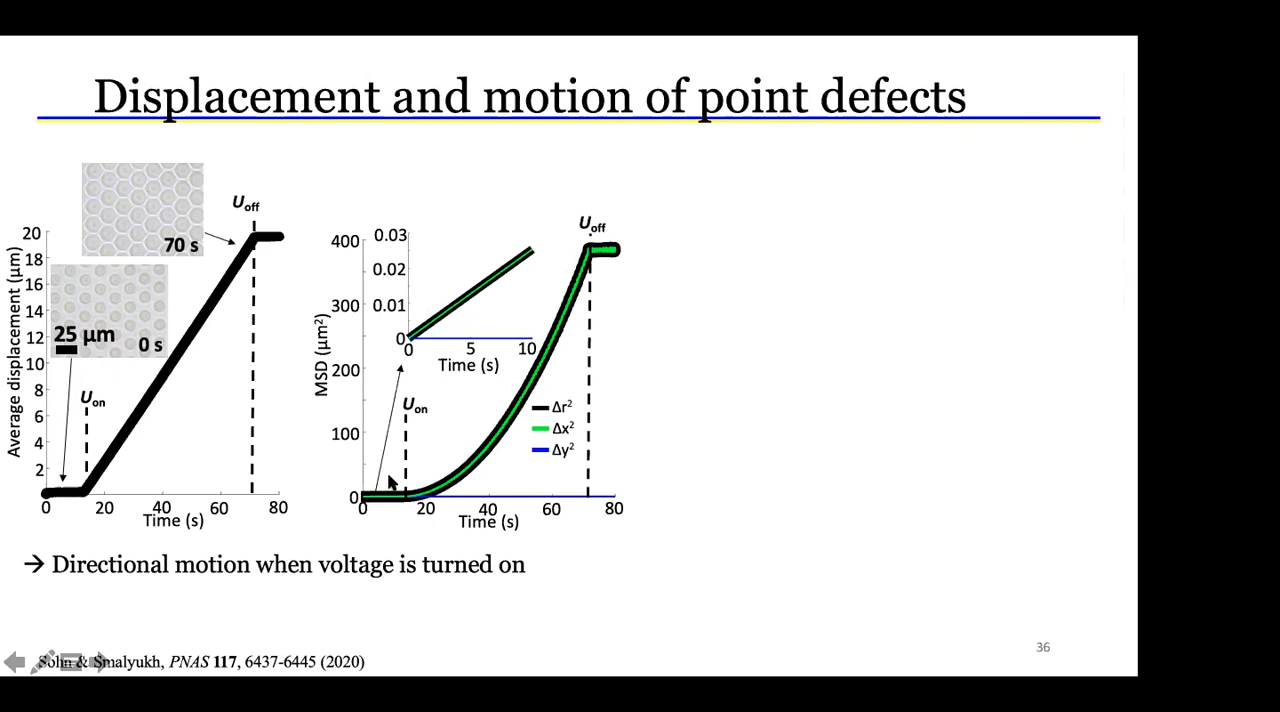 Displacement and motion of point defects
U_off
70 s
25 µm
0 s
U_on
Average displacement (µm)
20
18
16
14
12
10
8
6
4
2
0 20 40 60 80
Time (s)
U_off
MSD (µm²)
400
300
200
100
0
0.03
0.02
0.01
0
0 5 10
Time (s)
U_on
Δr²
Δx²
Δy²
0 20 40 60 80
Time (s)
→ Directional motion when voltage is turned on
Sohn & Smalyukh, PNAS 117, 6437-6445 (2020)
36